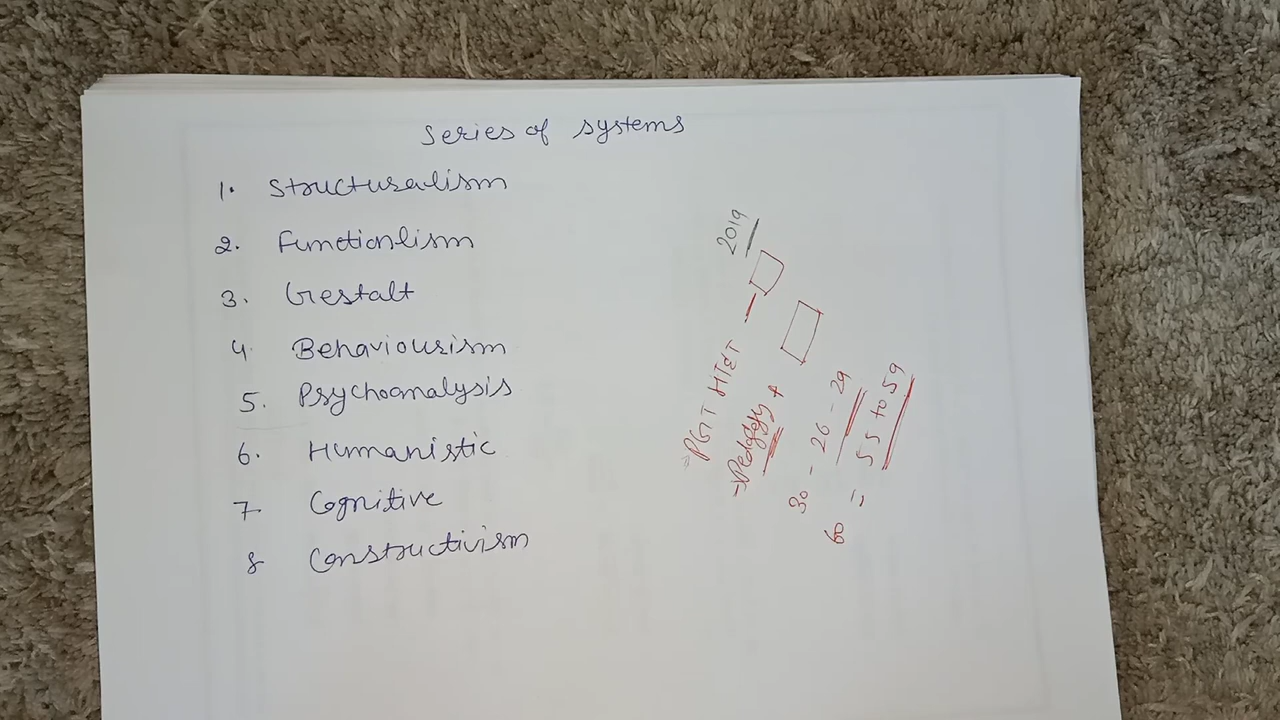 Series of systems
1. Structuralism
2. Functionlism
3. Gestalt
4. Behaviourism
5. Psychoanalysis
6. Humanistic
7. Cognitive
8 Constructivism
2019
PGT HTET -
+
30 - 26 - 29
60 = 55 to 59